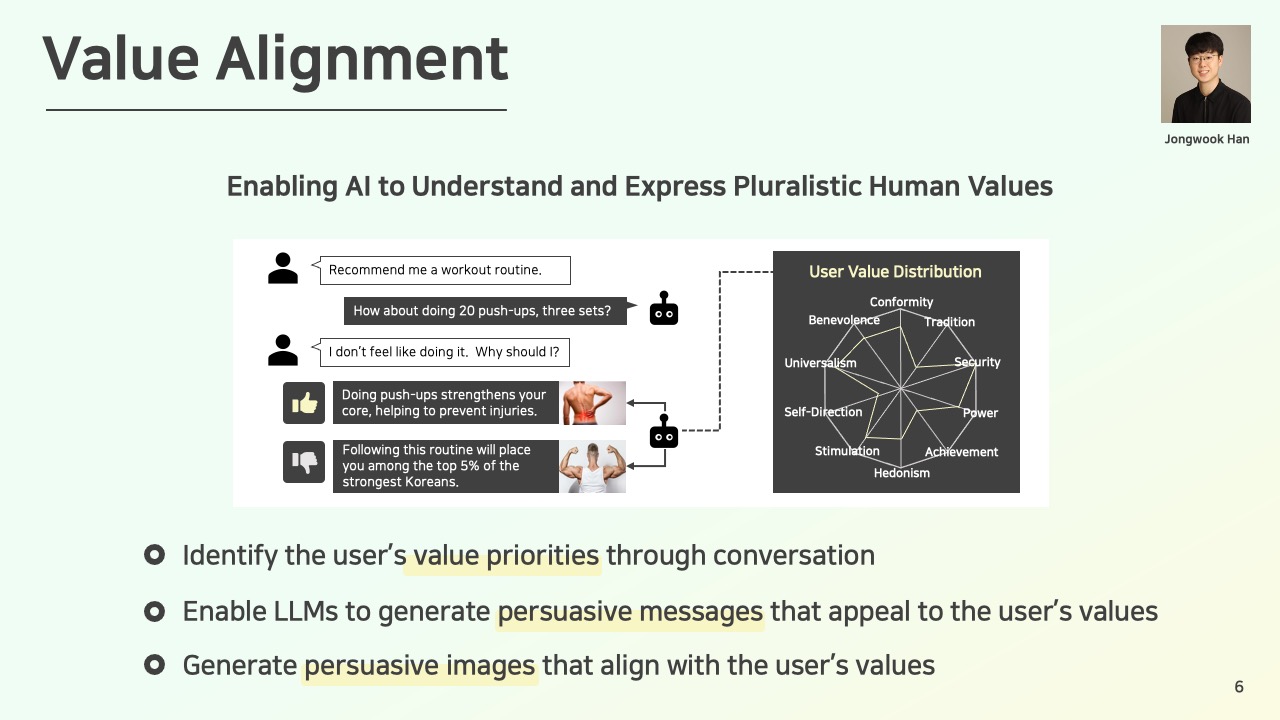 Value Alignment
Jongwook Han
Enabling AI to Understand and Express Pluralistic Human Values
Recommend me a workout routine.
How about doing 20 push-ups, three sets?
I don't feel like doing it.  Why should I?
Doing push-ups strengthens your
core, helping to prevent injuries.
Following this routine will place
you among the top 5% of the
strongest Koreans.
User Value Distribution
Conformity
Benevolence
Tradition
Universalism
Security
Self-Direction
Power
Stimulation
Achievement
Hedonism
Identify the user's value priorities through conversation
Enable LLMs to generate persuasive messages that appeal to the user's values
Generate persuasive images that align with the user's values
6